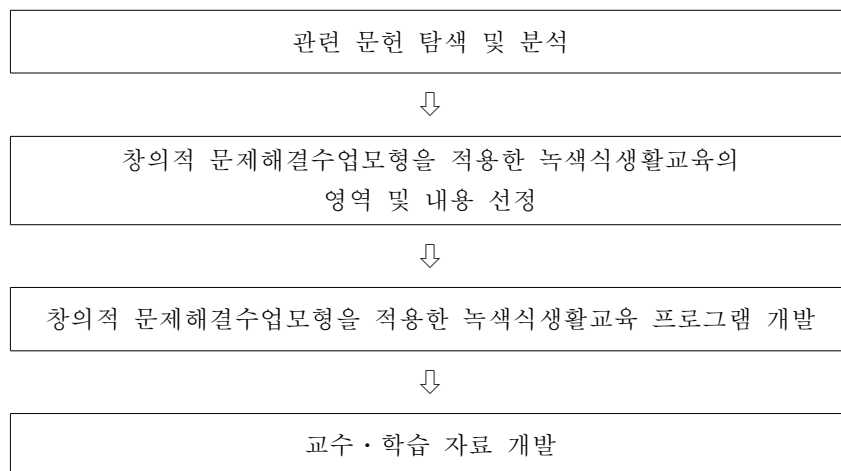 관련 문헌 탐색 및 분석
⇩
창의적 문제해결수업모형을 적용한 녹색식생활교육의
영역 및 내용 선정
⇩
창의적 문제해결수업모형을 적용한 녹색식생활교육 프로그램 개발
⇩
교수·학습 자료 개발